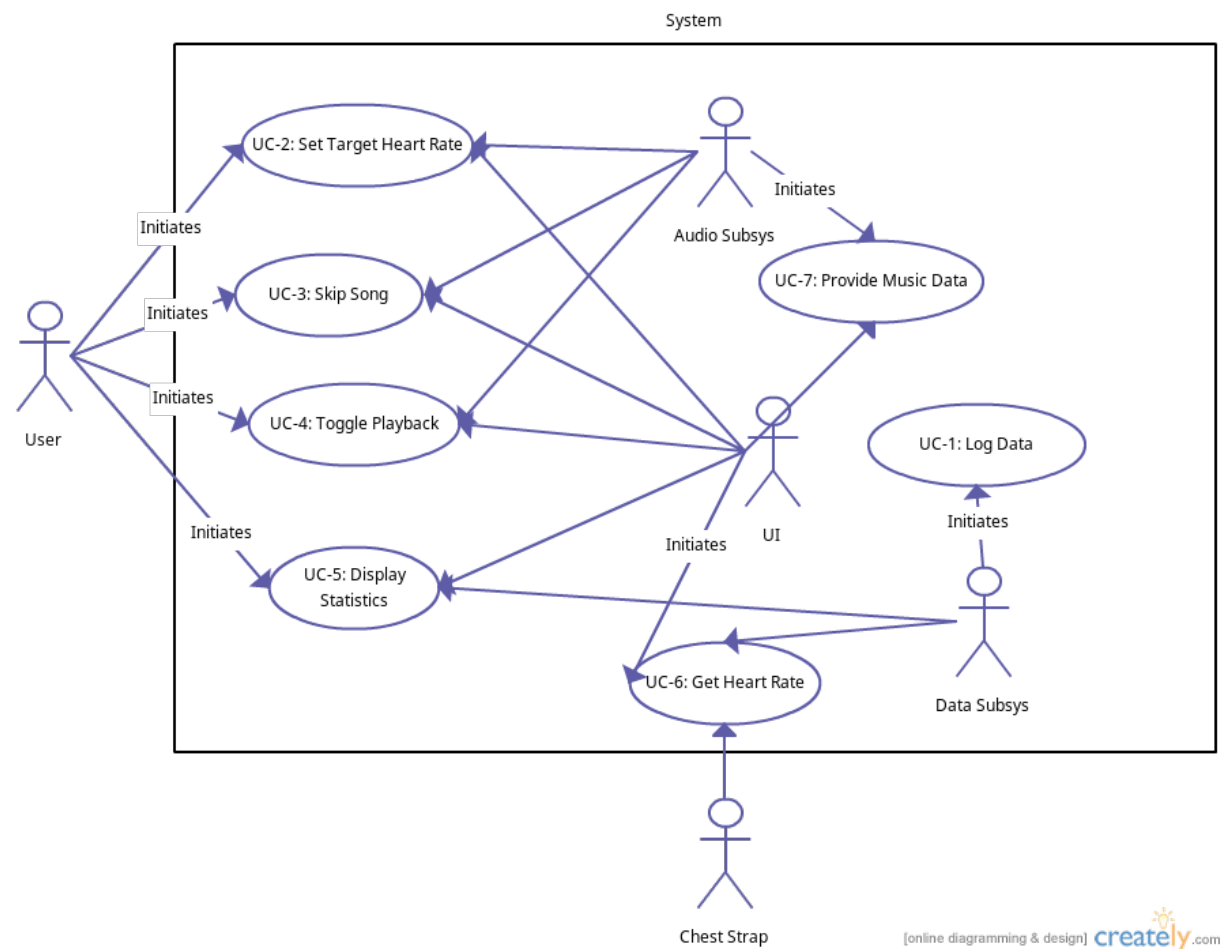 System
UC-2: Set Target Heart Rate
Initiates
Audio Subsys
Initiates
UC-7: Provide Music Data
UC-3: Skip Song
Initiates
Initiates
UC-4: Toggle Playback
User
UC-1: Log Data
Initiates
UI
Initiates
Initiates
UC-5: Display
Statistics
UC-6: Get Heart Rate
Data Subsys
Chest Strap
[online diagramming & design] creately.com